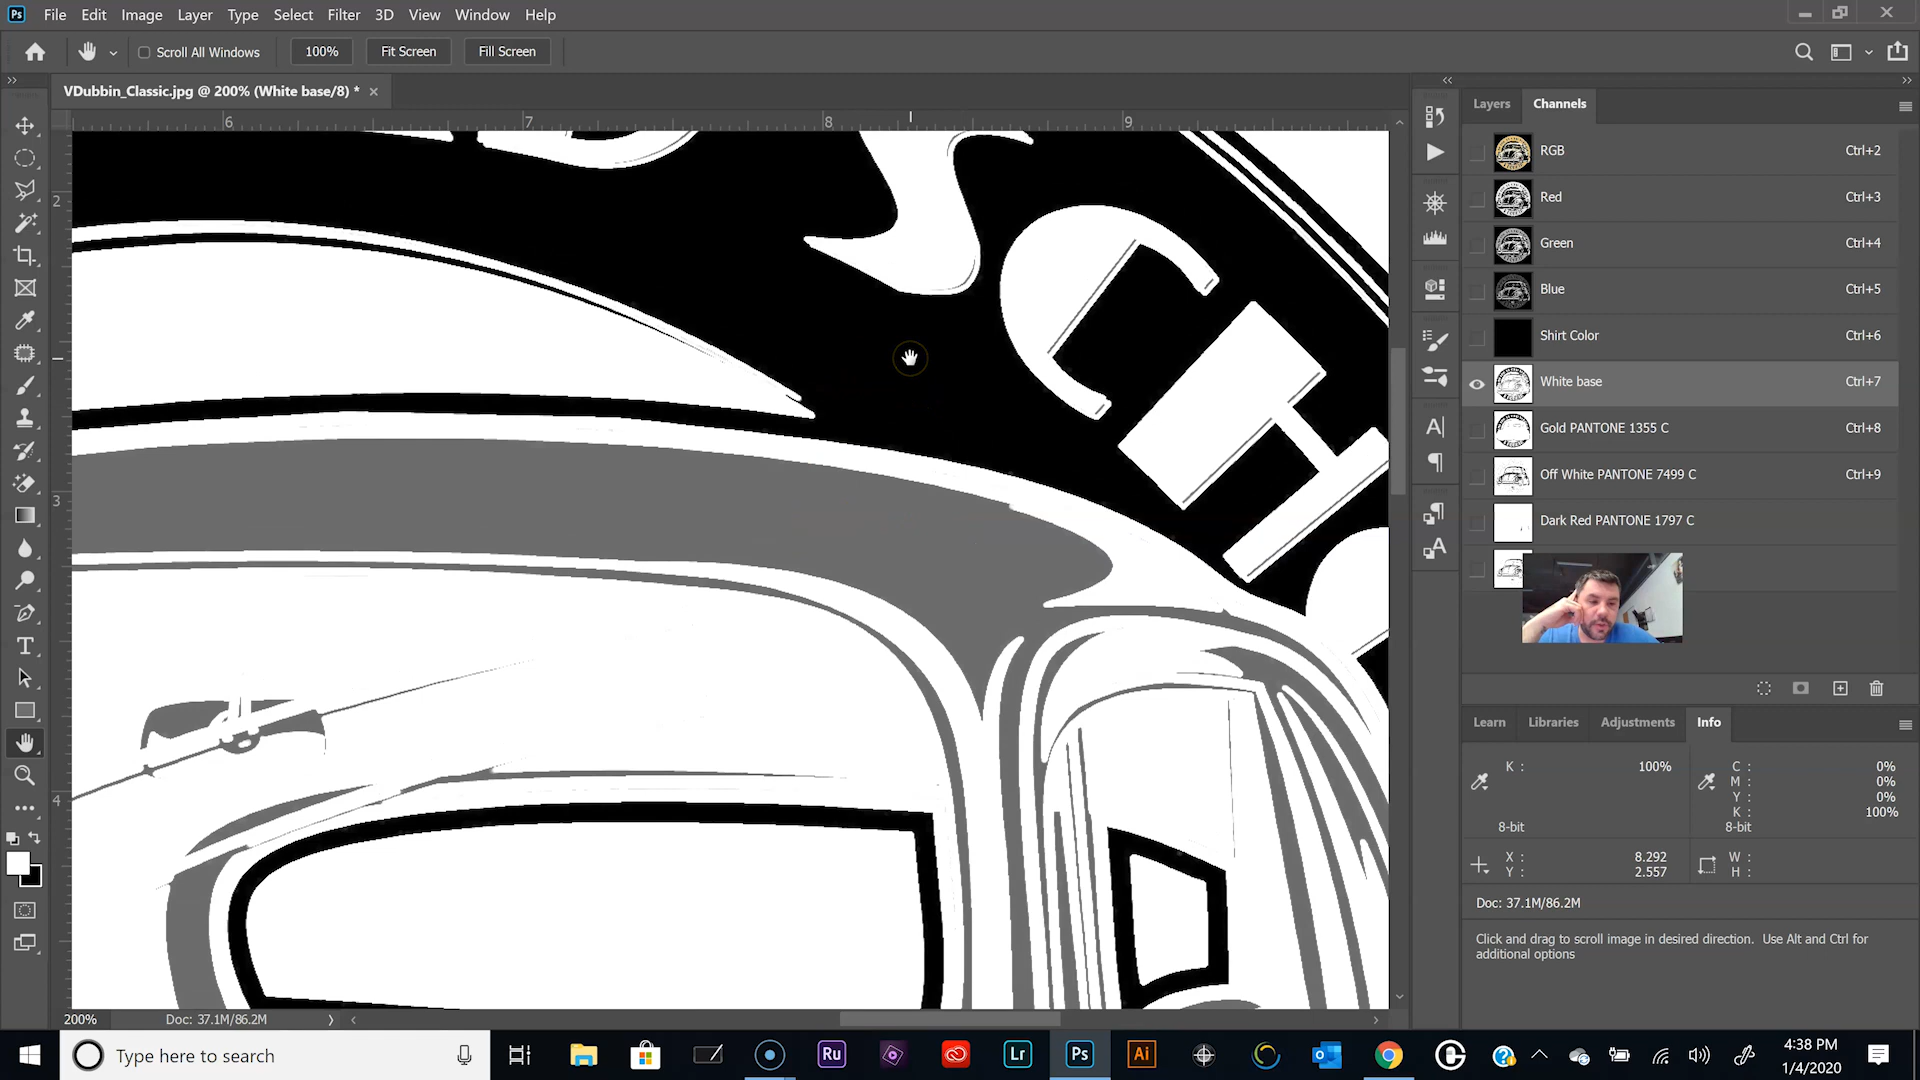 Ps File Edit Image Layer Type Select Filter 3D View Window Help
Scroll All Windows 100% Fit Screen Fill Screen
VDubbin_Classic.jpg @ 200% (White base/8) *
6 7 8 9
2
3
4
CH
Layers Channels
RGB Ctrl+2
Red Ctrl+3
Green Ctrl+4
Blue Ctrl+5
Shirt Color Ctrl+6
White base Ctrl+7
Gold PANTONE 1355 C Ctrl+8
Off White PANTONE 7499 C Ctrl+9
Dark Red PANTONE 1797 C
Learn Libraries Adjustments Info
K : 100% C : 0%
M : 0%
Y : 0%
K : 100%
8-bit 8-bit
X : 8.292 W :
Y : 2.557 H :
Doc: 37.1M/86.2M
Click and drag to scroll image in desired direction. Use Alt and Ctrl for
additional options
200% Doc: 37.1M/86.2M
Type here to search
Ru Lr Ps Ai
4:38 PM
1/4/2020